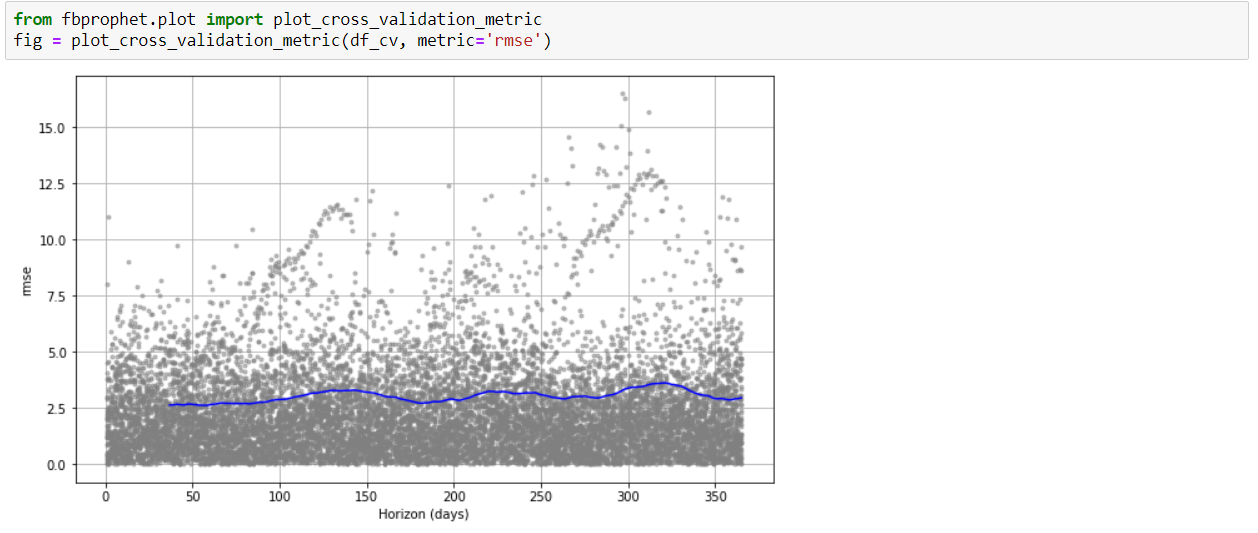 from fbprophet.plot import plot_cross_validation_metric
fig = plot_cross_validation_metric(df_cv, metric='rmse')
15.0
12.5
10.0
7.5
5.0
2.5
0.0
rmse
0 50 100 150 200 250 300 350
Horizon (days)